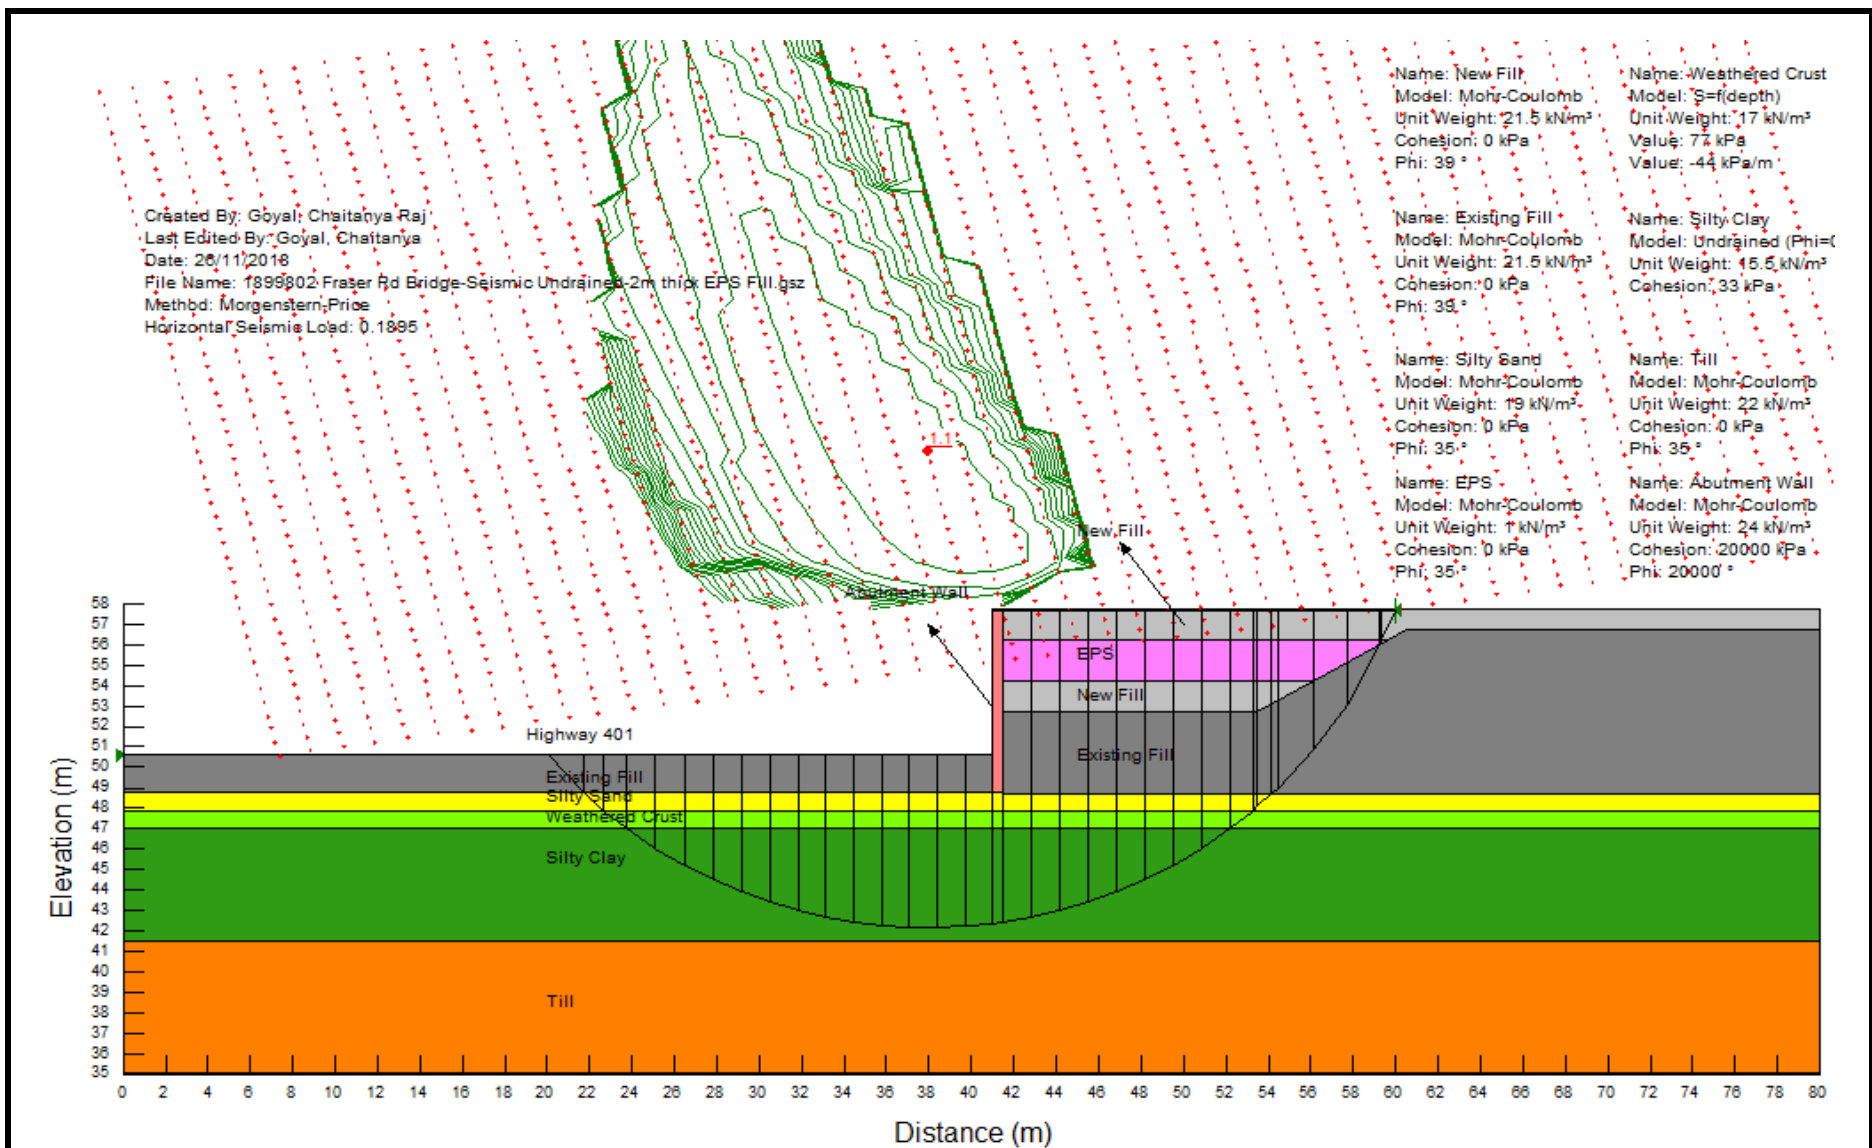 Name: New Fill
Model: Mohr-Coulomb
Unit Weight: 21.5 kN/m³
Cohesion: 0 kPa
Phi: 39 °
Name: Weathered Crust
Model: S=f(depth)
Unit Weight: 17 kN/m³
Value: 77 kPa
Value: -44 kPa/m
Created By: Goyal, Chaitanya Raj
Last Edited By: Goyal, Chaitanya
Date: 26/11/2018
File Name: 1899802 Fraser Rd Bridge-Seismic Undrained-2m thick EPS Fill.gsz
Method: Morgenstern-Price
Horizontal Seismic Load: 0.1895
Name: Existing Fill
Model: Mohr-Coulomb
Unit Weight: 21.5 kN/m³
Cohesion: 0 kPa
Phi: 39 °
Name: Silty Clay
Model: Undrained (Phi=0
Unit Weight: 15.5 kN/m³
Cohesion: 33 kPa
Name: Silty Sand
Model: Mohr-Coulomb
Unit Weight: 19 kN/m³
Cohesion: 0 kPa
Phi: 35 °
Name: Till
Model: Mohr-Coulomb
Unit Weight: 22 kN/m³
Cohesion: 0 kPa
Phi: 35 °
Name: EPS
Model: Mohr-Coulomb
Unit Weight: 1 kN/m³
Cohesion: 0 kPa
Phi: 35 °
Name: Abutment Wall
Model: Mohr-Coulomb
Unit Weight: 24 kN/m³
Cohesion: 20000 kPa
Phi: 20000 °
1.1
New Fill
Abutment Wall
EPS
New Fill
Existing Fill
Highway 401
Existing Fill
Silty Sand
Weathered Crust
Silty Clay
Till
Elevation (m)
58
57
56
55
54
53
52
51
50
49
48
47
46
45
44
43
42
41
40
39
38
37
36
35
0 2 4 6 8 10 12 14 16 18 20 22 24 26 28 30 32 34 36 38 40 42 44 46 48 50 52 54 56 58 60 62 64 66 68 70 72 74 76 78 80
Distance (m)